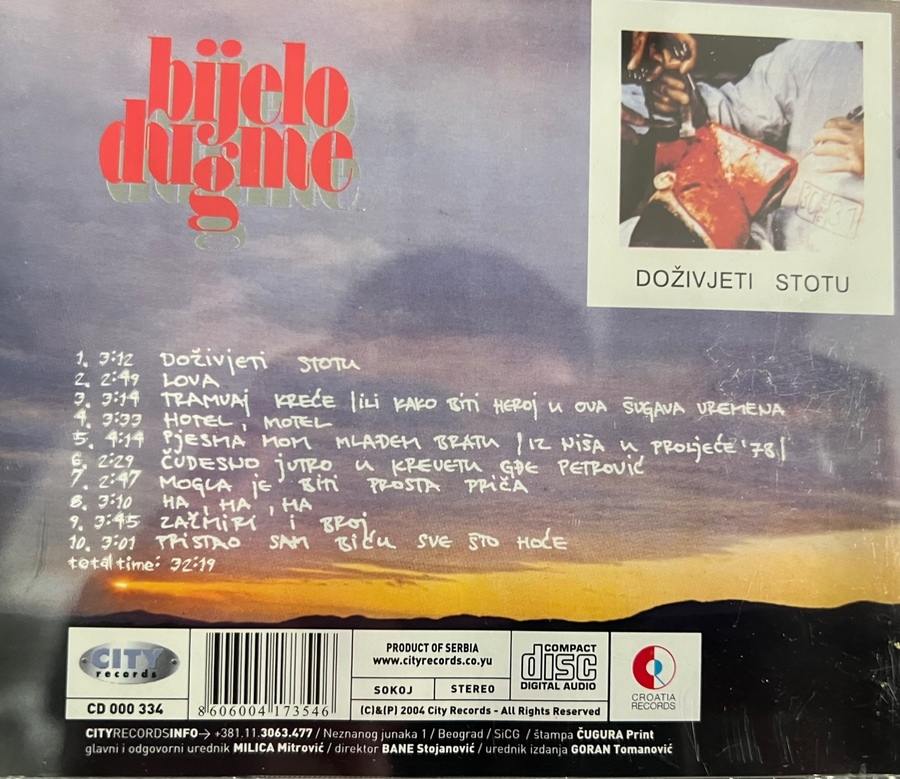 bijelo
dugme
DOŽIVJETI STOTU
1. 3:12 DOŽIVJETI STOTU
2. 2:49 LOVA
3. 3:14 TRAMVAJ KREĆE /ILI KAKO BITI HEROJ U OVA ŠUGAVA VREMENA
4. 3:33 HOTEL, MOTEL
5. 4:14 PJESMA MOM MLAĐEM BRATU /IZ NIŠA U PROLJEĆE '78/
6. 2:29 ČUDESNO JUTRO U KREVETU GĐE PETROVIĆ
7. 2:47 MOGLA JE BITI PROSTA PRIČA
8. 3:10 HA, HA, HA
9. 3:45 ZAŽMIRI I BROJ
10. 3:01 PRISTAO SAM BIĆU SVE ŠTO HOĆE
total time: 32:19
CITY
records
CD 000 334
8 606004 173546
PRODUCT OF SERBIA
www.cityrecords.co.yu
SOKOJ STEREO
(C)&(P) 2004 City Records - All Rights Reserved
COMPACT
disc
DIGITAL AUDIO
CROATIA
RECORDS
CITYRECORDSINFO→ +381.11.3063.477 / Neznanog junaka 1 / Beograd / SiCG / štampa ČUGURA Print
glavni i odgovorni urednik MILICA Mitrović / direktor BANE Stojanović / urednik izdanja GORAN Tomanović